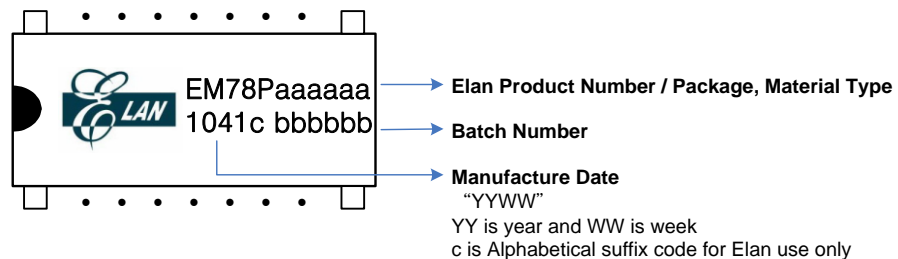 ELAN
EM78Paaaaaa
1041c bbbbbb
Elan Product Number / Package, Material Type
Batch Number
Manufacture Date
“YYWW”
YY is year and WW is week
c is Alphabetical suffix code for Elan use only